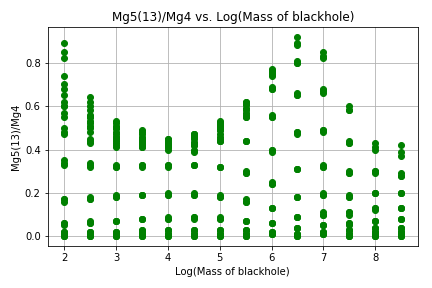 Mg5(13)/Mg4 vs. Log(Mass of blackhole)
Mg5(13)/Mg4
0.8
0.6
0.4
0.2
0.0
2 3 4 5 6 7 8
Log(Mass of blackhole)